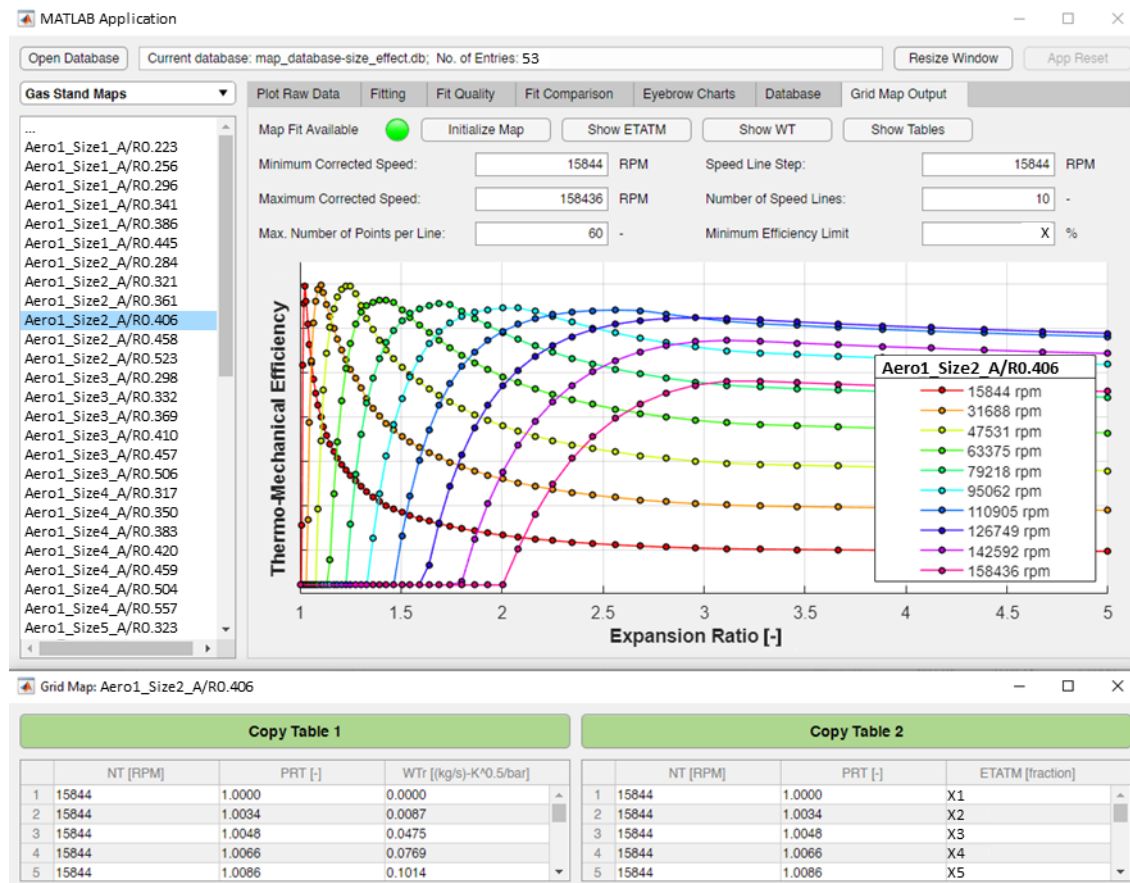 MATLAB Application
Open Database Current database: map_database-size_effect.db; No. of Entries: 53 Resize Window App Reset
Gas Stand Maps
...
Aero1_Size1_A/R0.223
Aero1_Size1_A/R0.256
Aero1_Size1_A/R0.296
Aero1_Size1_A/R0.341
Aero1_Size1_A/R0.386
Aero1_Size1_A/R0.445
Aero1_Size2_A/R0.284
Aero1_Size2_A/R0.321
Aero1_Size2_A/R0.361
Aero1_Size2_A/R0.406
Aero1_Size2_A/R0.458
Aero1_Size2_A/R0.523
Aero1_Size3_A/R0.298
Aero1_Size3_A/R0.332
Aero1_Size3_A/R0.369
Aero1_Size3_A/R0.410
Aero1_Size3_A/R0.457
Aero1_Size3_A/R0.506
Aero1_Size4_A/R0.317
Aero1_Size4_A/R0.350
Aero1_Size4_A/R0.383
Aero1_Size4_A/R0.420
Aero1_Size4_A/R0.459
Aero1_Size4_A/R0.504
Aero1_Size4_A/R0.557
Aero1_Size5_A/R0.323
Plot Raw Data Fitting Fit Quality Fit Comparison Eyebrow Charts Database Grid Map Output
Map Fit Available Initialize Map Show ETATM Show WT Show Tables
Minimum Corrected Speed: 15844 RPM Speed Line Step: 15844 RPM
Maximum Corrected Speed: 158436 RPM Number of Speed Lines: 10 -
Max. Number of Points per Line: 60 - Minimum Efficiency Limit X %
Thermo-Mechanical Efficiency
Aero1_Size2_A/R0.406
15844 rpm
31688 rpm
47531 rpm
63375 rpm
79218 rpm
95062 rpm
110905 rpm
126749 rpm
142592 rpm
158436 rpm
1 1.5 2 2.5 3 3.5 4 4.5 5
Expansion Ratio [-]
Grid Map: Aero1_Size2_A/R0.406
Copy Table 1
NT [RPM] PRT [-] WTr [(kg/s)-K^0.5/bar]
1 15844 1.0000 0.0000
2 15844 1.0034 0.0087
3 15844 1.0048 0.0475
4 15844 1.0066 0.0769
5 15844 1.0086 0.1014
Copy Table 2
NT [RPM] PRT [-] ETATM [fraction]
1 15844 1.0000 X1
2 15844 1.0034 X2
3 15844 1.0048 X3
4 15844 1.0066 X4
5 15844 1.0086 X5